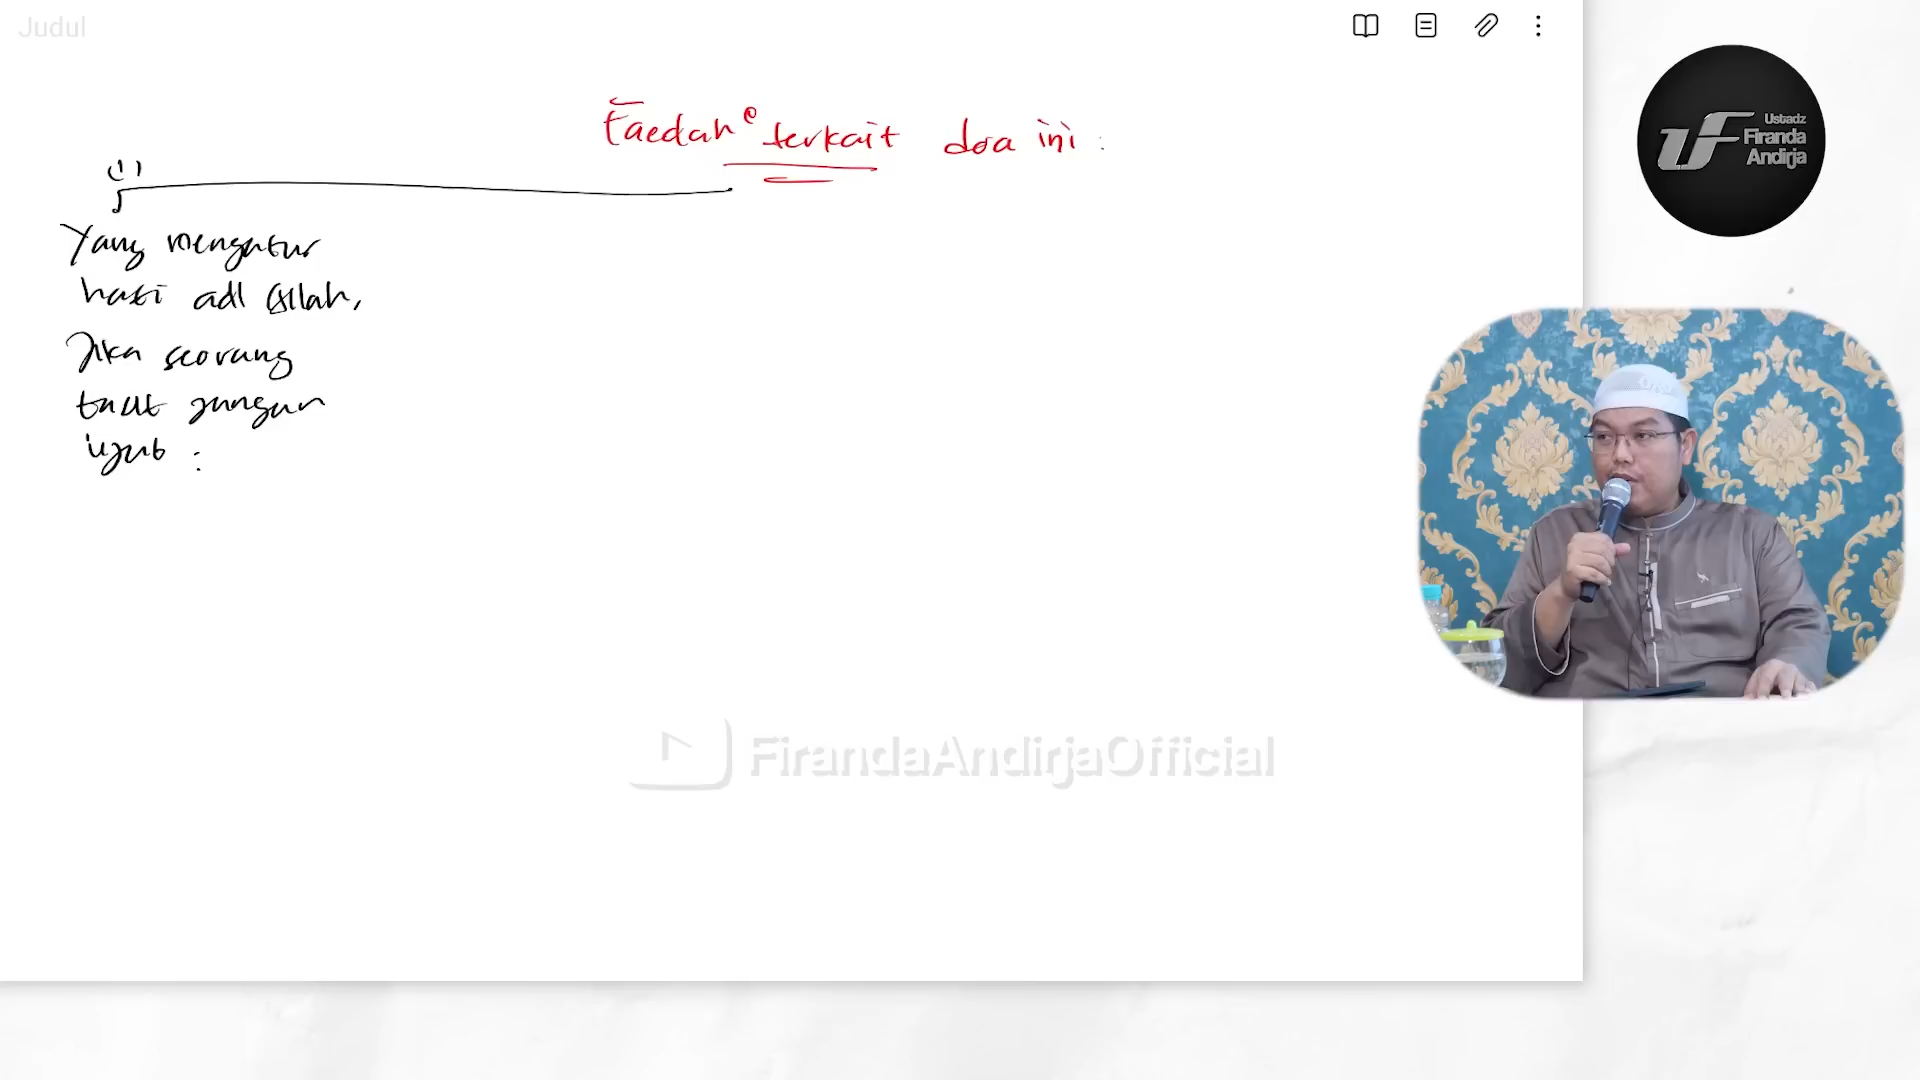 Judul
Faedah@ terkait doa ini :
(1)
Yang mengatur
hati adl Allah,
Jika seorang
taat jangan
ujub :
Ustadz
Firanda
Andirja
FirandaAndirjaOfficial